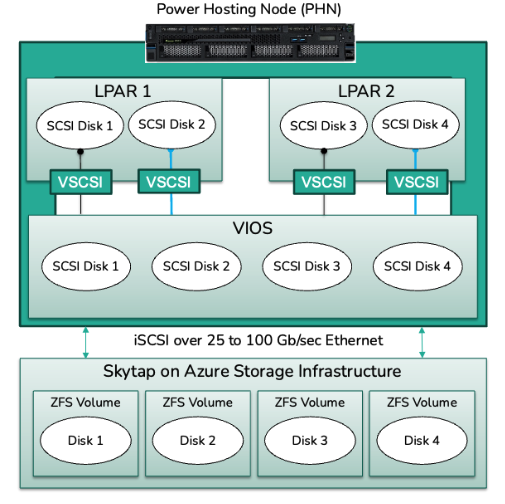 Power Hosting Node (PHN)
LPAR 1
LPAR 2
SCSI Disk 1
SCSI Disk 2
SCSI Disk 3
SCSI Disk 4
VSCSI
VSCSI
VSCSI
VSCSI
VIOS
SCSI Disk 1
SCSI Disk 2
SCSI Disk 3
SCSI Disk 4
iSCSI over 25 to 100 Gb/sec Ethernet
Skytap on Azure Storage Infrastructure
ZFS Volume
ZFS Volume
ZFS Volume
ZFS Volume
Disk 1
Disk 2
Disk 3
Disk 4